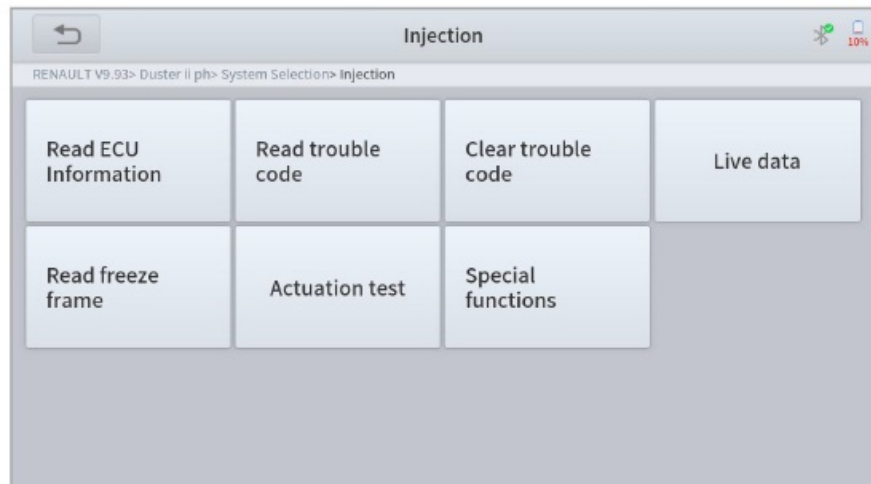 Injection
10%
RENAULT V9.93> Duster ii ph> System Selection> Injection
Read ECU
Information
Read trouble
code
Clear trouble
code
Live data
Read freeze
frame
Actuation test
Special
functions